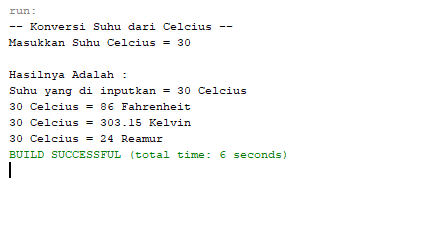 run:
-- Konversi Suhu dari Celcius --
Masukkan Suhu Celcius = 30
Hasilnya Adalah :
Suhu yang di inputkan = 30 Celcius
30 Celcius = 86 Fahrenheit
30 Celcius = 303.15 Kelvin
30 Celcius = 24 Reamur
BUILD SUCCESSFUL (total time: 6 seconds)